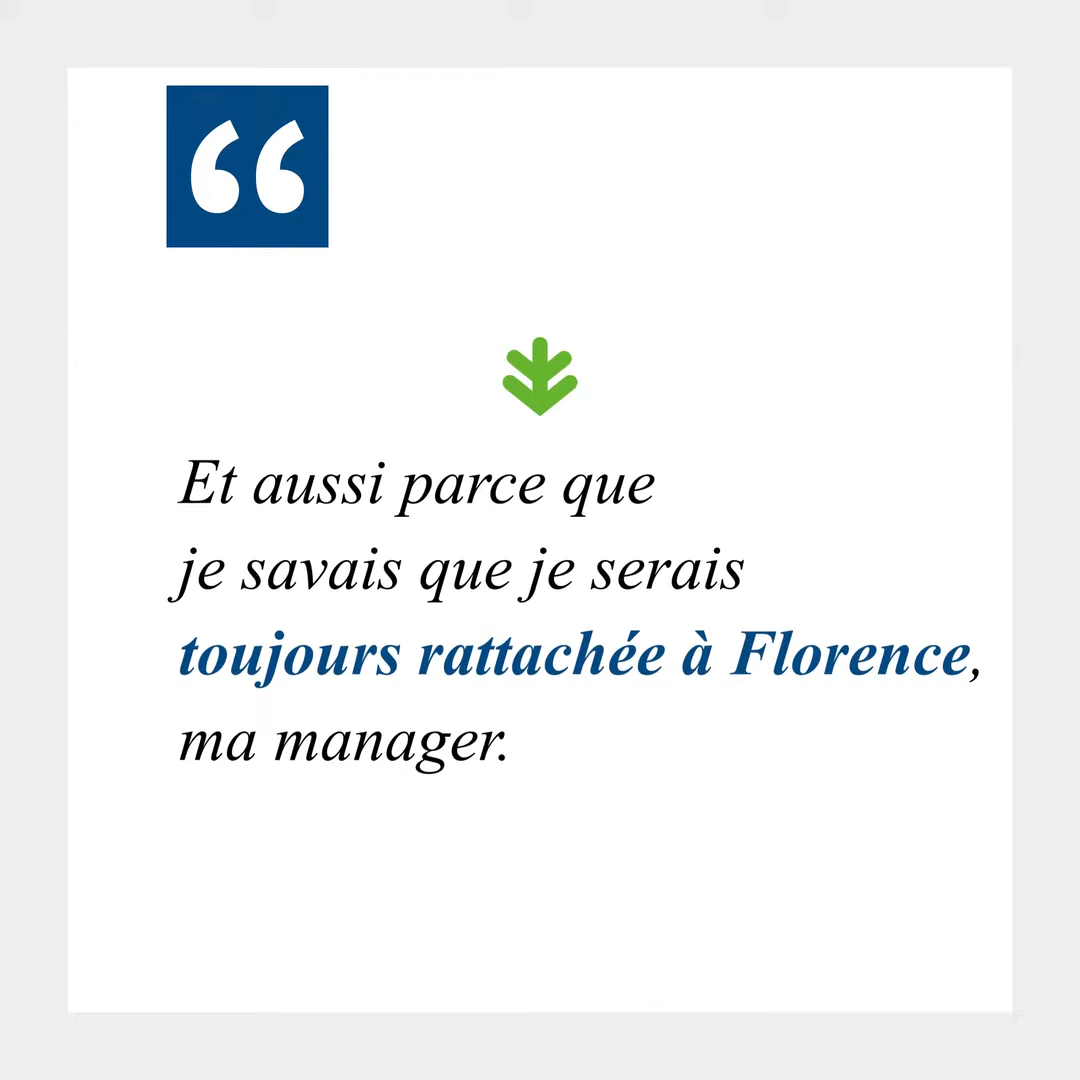 “
Et aussi parce que
je savais que je serais
toujours rattachée à Florence,
ma manager.